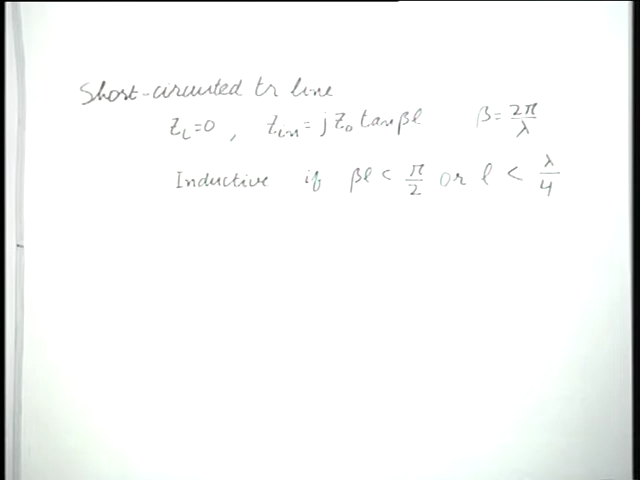 Short-circuited tr line
Z_L=0 , Z_in = j Z_0 tan βl β = 2π/λ
Inductive if βl < π/2 or l < λ/4